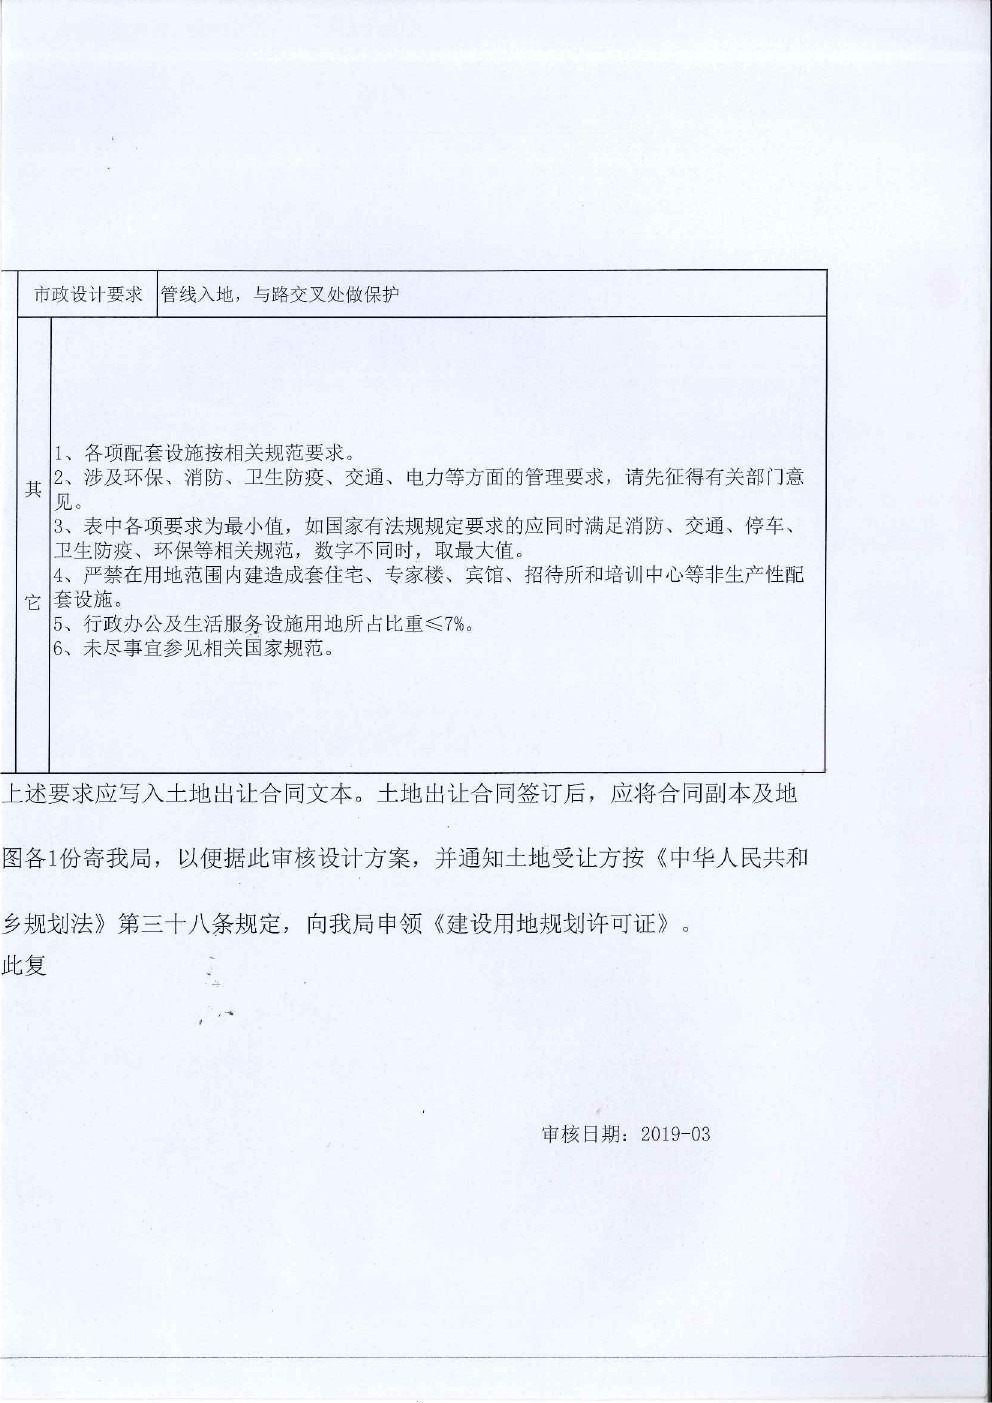 市政设计要求 管线入地，与路交叉处做保护
其
它
1、各项配套设施按相关规范要求。
2、涉及环保、消防、卫生防疫、交通、电力等方面的管理要求，请先征得有关部门意
见。
3、表中各项要求为最小值，如国家有法规规定要求的应同时满足消防、交通、停车、
卫生防疫、环保等相关规范，数字不同时，取最大值。
4、严禁在用地范围内建造成套住宅、专家楼、宾馆、招待所和培训中心等非生产性配
套设施。
5、行政办公及生活服务设施用地所占比重≤7%。
6、未尽事宜参见相关国家规范。
上述要求应写入土地出让合同文本。土地出让合同签订后，应将合同副本及地
图各1份寄我局，以便据此审核设计方案，并通知土地受让方按《中华人民共和
乡规划法》第三十八条规定，向我局申领《建设用地规划许可证》。
此复
审核日期：2019-03